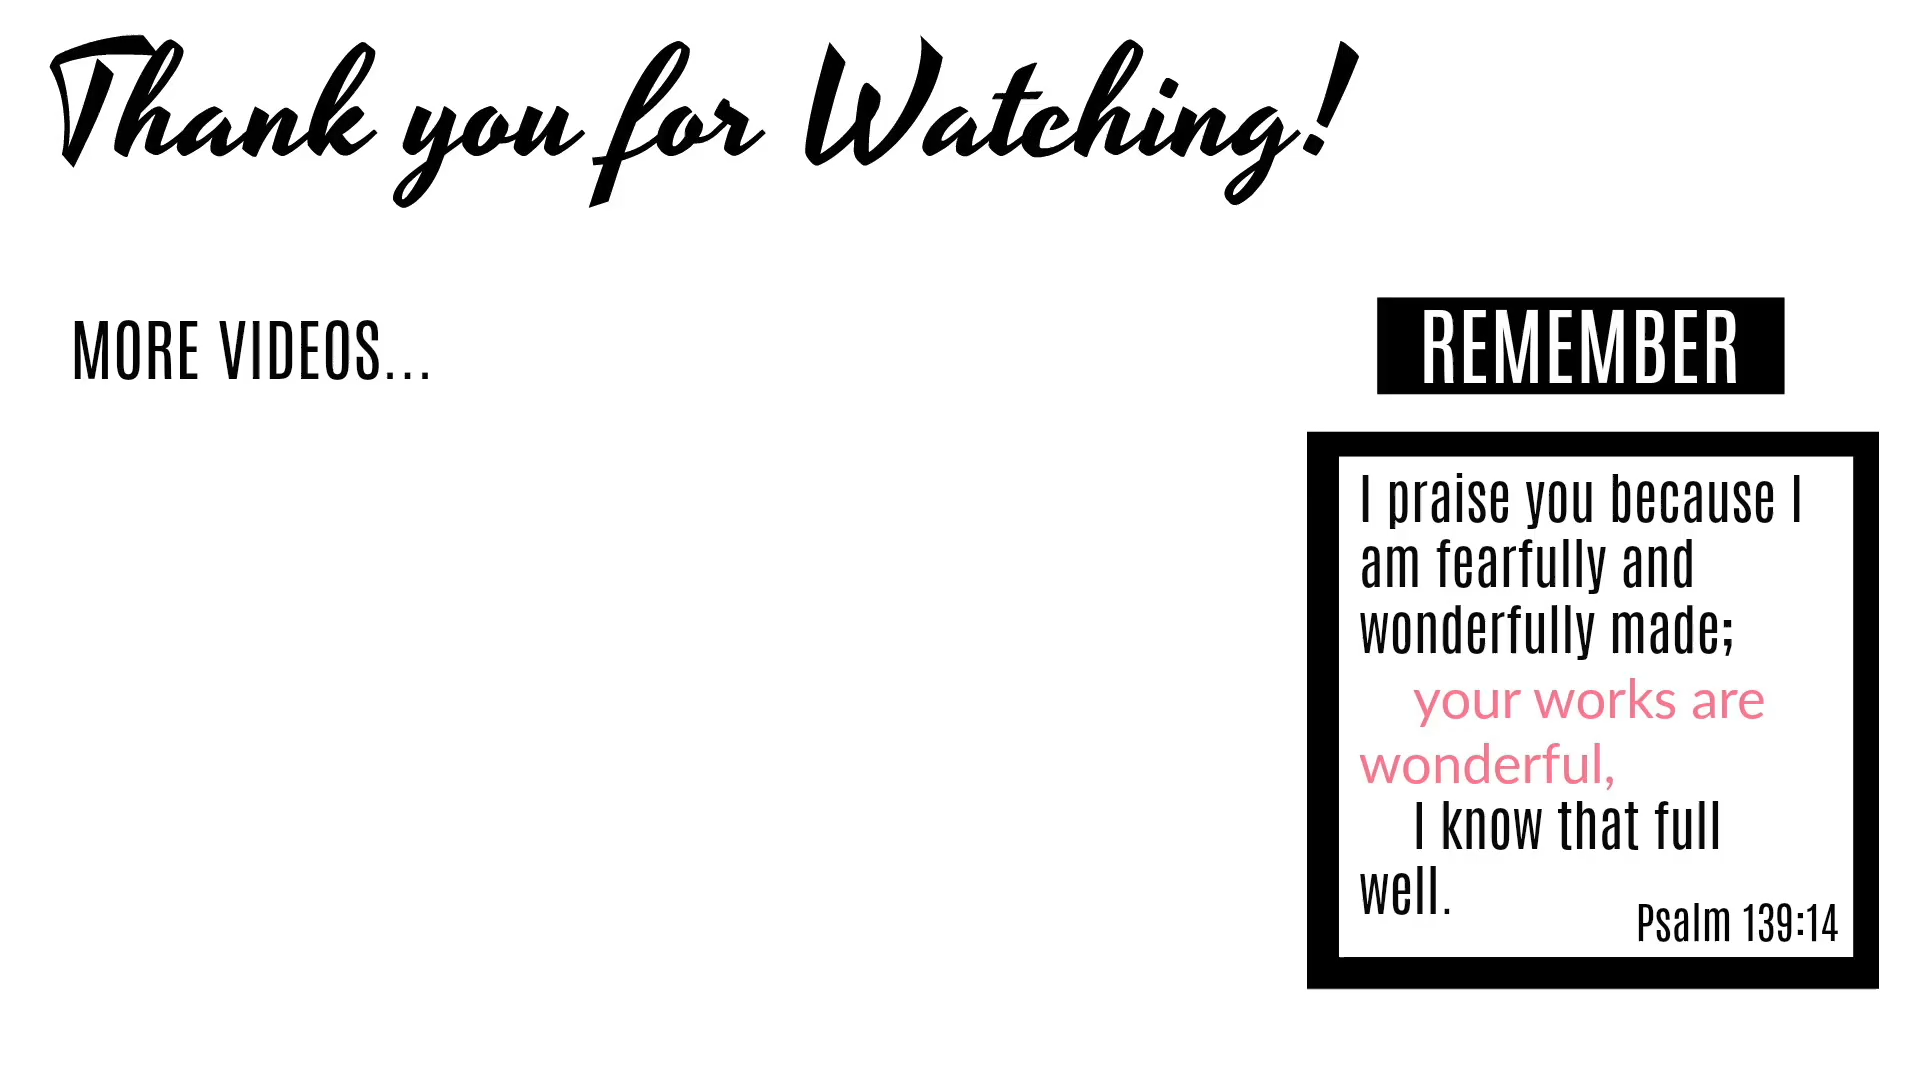 Thank you for Watching!
MORE VIDEOS...
REMEMBER
I praise you because I
am fearfully and
wonderfully made;
your works are
wonderful,
I know that full
well.
Psalm 139:14